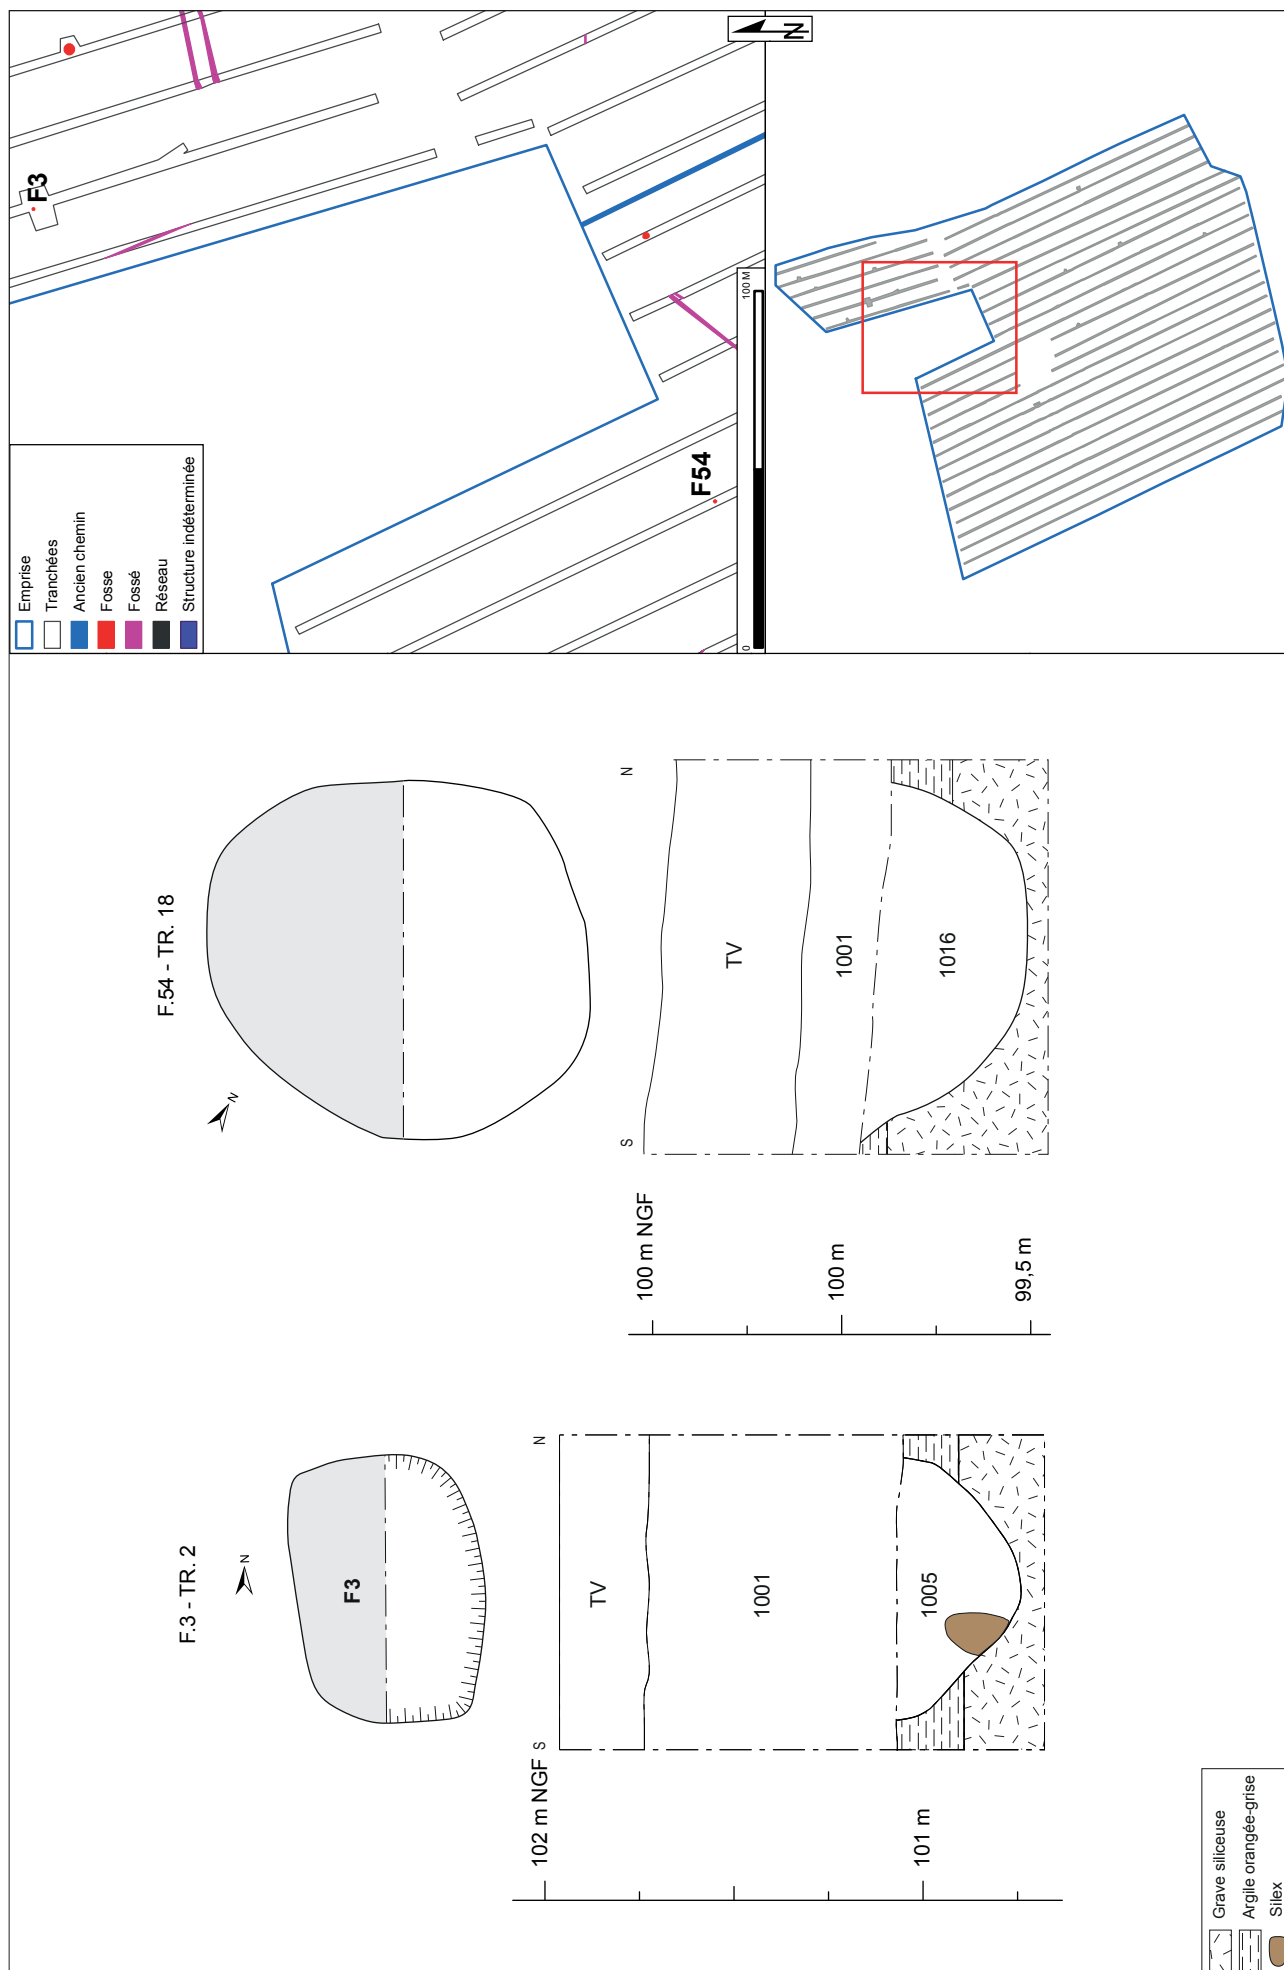 F.3 - TR. 2
N
F3
S
N
TV
1001
1005
102 m NGF
101 m
F.54 - TR. 18
N
S
N
TV
1001
1016
100 m NGF
100 m
99,5 m
Grave siliceuse
Argile orangée-grise
Silex
Emprise
Tranchées
Ancien chemin
Fosse
Fossé
Réseau
Structure indéterminée
F3
F54
0
100 M
N